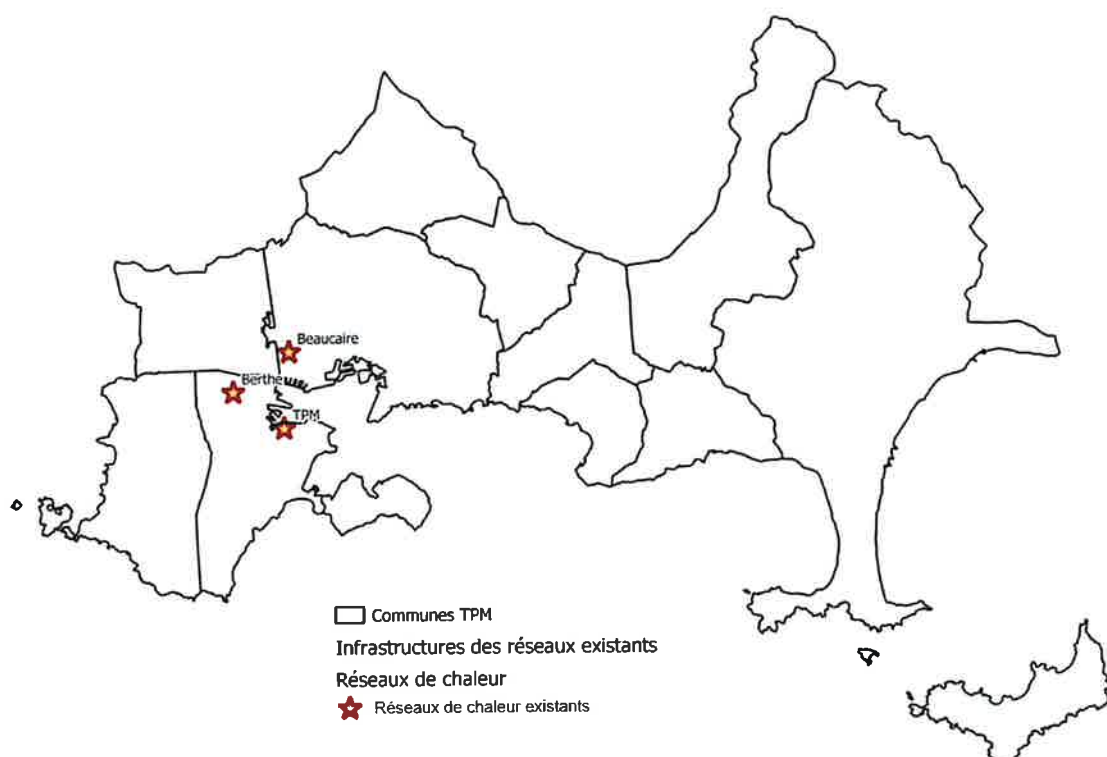 Beaucaire
Berthe
TPM
Communes TPM
Infrastructures des réseaux existants
Réseaux de chaleur
Réseaux de chaleur existants